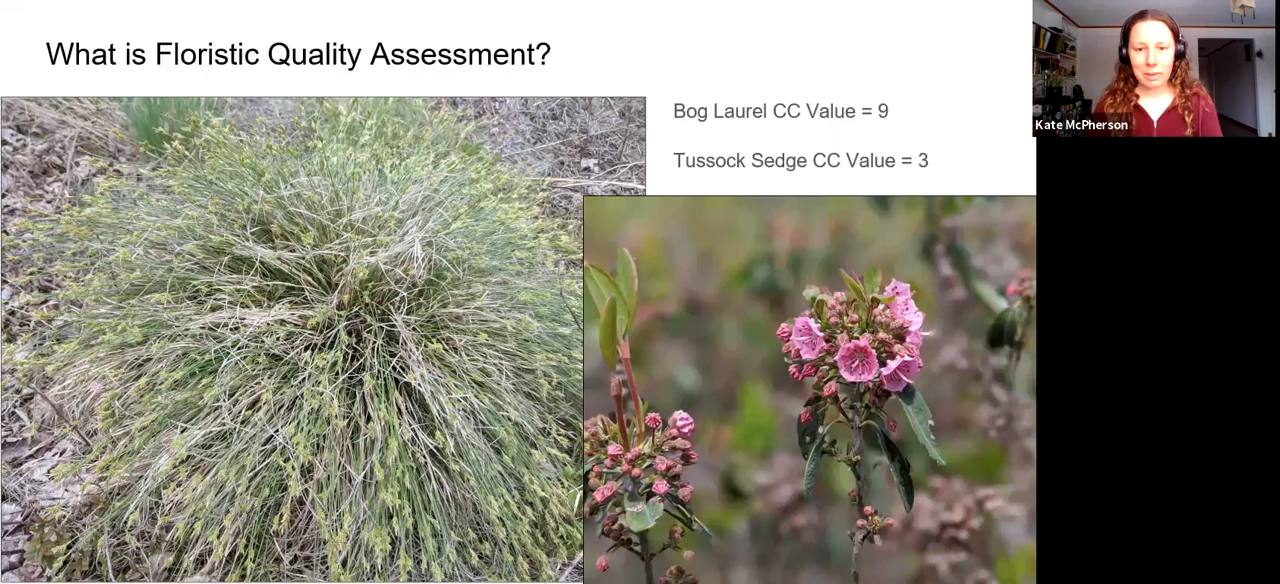 What is Floristic Quality Assessment?
Bog Laurel CC Value = 9
Tussock Sedge CC Value = 3
Kate McPherson